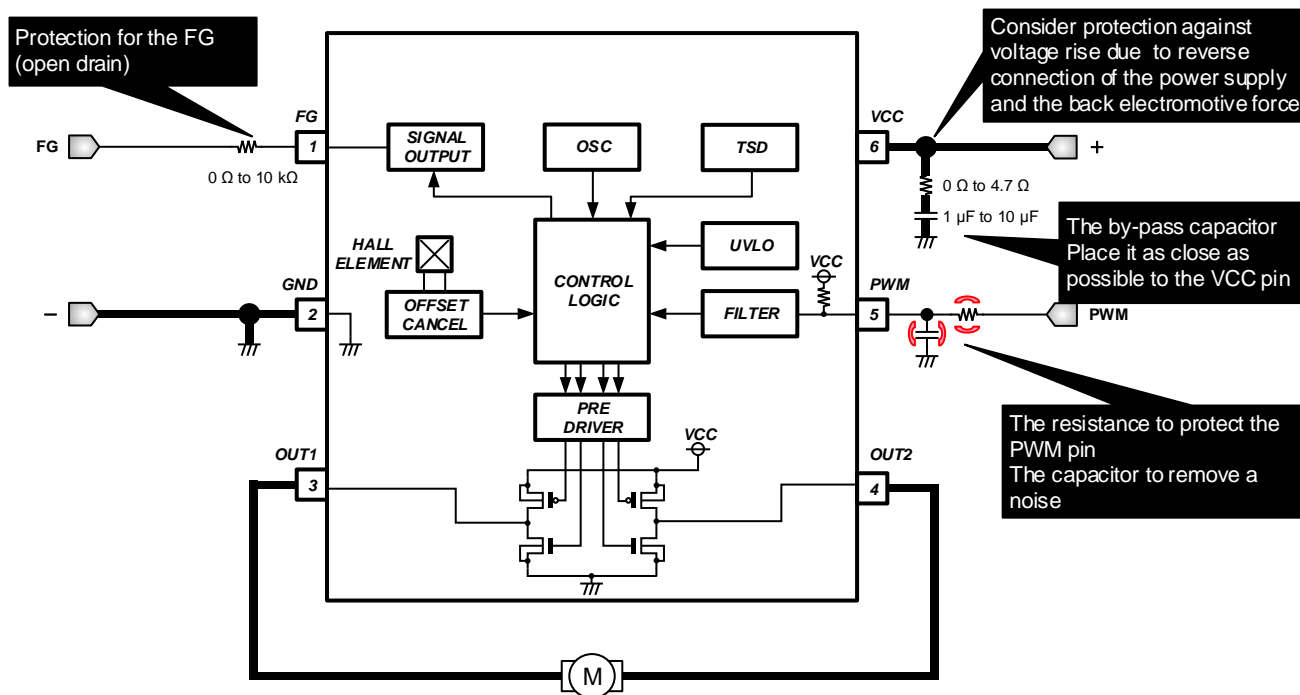 Protection for the FG
(open drain)
Consider protection against
voltage rise due to reverse
connection of the power supply
and the back electromotive force
FG
FG
1
0 Ω to 10 kΩ
SIGNAL
OUTPUT
OSC
TSD
VCC
6
+
0 Ω to 4.7 Ω
1 µF to 10 µF
The by-pass capacitor
Place it as close as
possible to the VCC pin
HALL
ELEMENT
OFFSET
CANCEL
CONTROL
LOGIC
UVLO
FILTER
VCC
PWM
5
PWM
GND
2
−
The resistance to protect the
PWM pin
The capacitor to remove a
noise
PRE
DRIVER
VCC
OUT1
3
OUT2
4
M